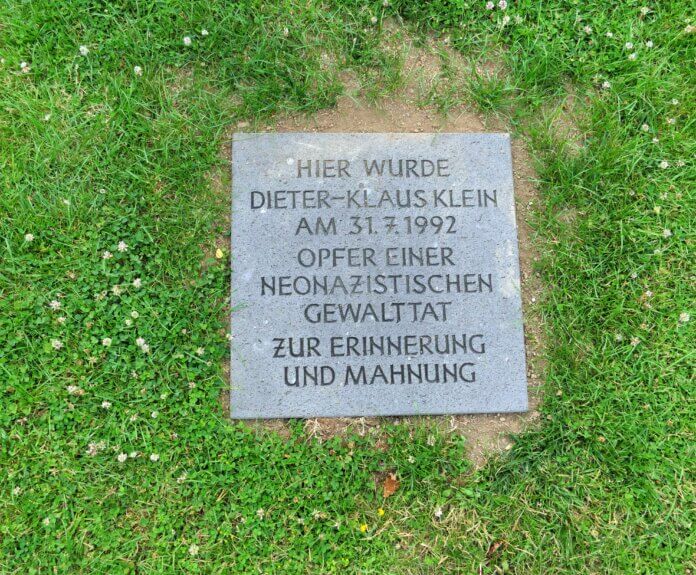 HIER WURDE
DIETER-KLAUS KLEIN
AM 31.7.1992
OPFER EINER
NEONAZISTISCHEN
GEWALTTAT
ZUR ERINNERUNG
UND MAHNUNG